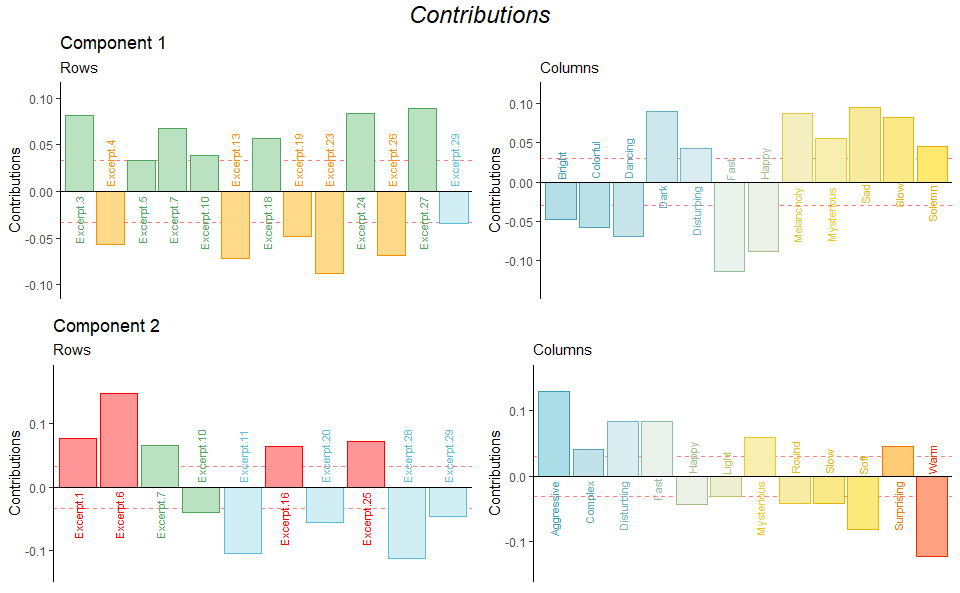 Contributions
Component 1
Rows
Contributions
0.10
0.05
0.00
-0.05
-0.10
Excerpt.3
Excerpt.4
Excerpt.5
Excerpt.7
Excerpt.10
Excerpt.13
Excerpt.18
Excerpt.19
Excerpt.23
Excerpt.24
Excerpt.26
Excerpt.27
Excerpt.29
Columns
Contributions
0.10
0.05
0.00
-0.05
-0.10
Bright
Colorful
Dancing
Dark
Disturbing
Fast
Happy
Melancholy
Mysterious
Sad
Slow
Solemn
Component 2
Rows
Contributions
0.1
0.0
-0.1
Excerpt.1
Excerpt.6
Excerpt.7
Excerpt.10
Excerpt.11
Excerpt.16
Excerpt.20
Excerpt.25
Excerpt.28
Excerpt.29
Columns
Contributions
0.1
0.0
-0.1
Aggressive
Complex
Disturbing
Fast
Happy
Light
Mysterious
Round
Slow
Soft
Surprising
Warm